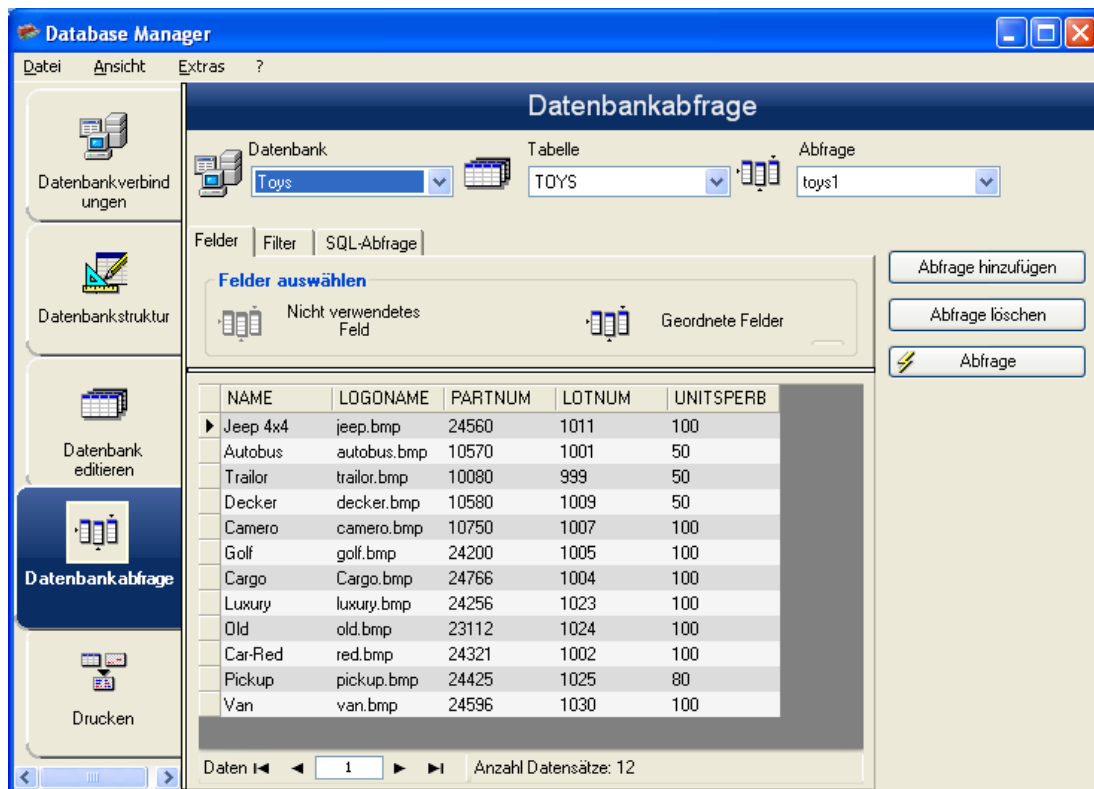 Database Manager
Datei Ansicht Extras ?
Datenbankabfrage
Datenbankverbind
ungen
Datenbankstruktur
Datenbank
editieren
Datenbankabfrage
Drucken
Datenbank Tabelle Abfrage
Toys TOYS toys1
Felder Filter SQL-Abfrage
Felder auswählen
Nicht verwendetes
Feld
Geordnete Felder
Abfrage hinzufügen
Abfrage löschen
Abfrage
NAME LOGONAME PARTNUM LOTNUM UNITSPERB
Jeep 4x4 jeep.bmp 24560 1011 100
Autobus autobus.bmp 10570 1001 50
Trailor trailor.bmp 10080 999 50
Decker decker.bmp 10580 1009 50
Camero camero.bmp 10750 1007 100
Golf golf.bmp 24200 1005 100
Cargo Cargo.bmp 24766 1004 100
Luxury luxury.bmp 24256 1023 100
Old old.bmp 23112 1024 100
Car-Red red.bmp 24321 1002 100
Pickup pickup.bmp 24425 1025 80
Van van.bmp 24596 1030 100
Daten 1 Anzahl Datensätze: 12